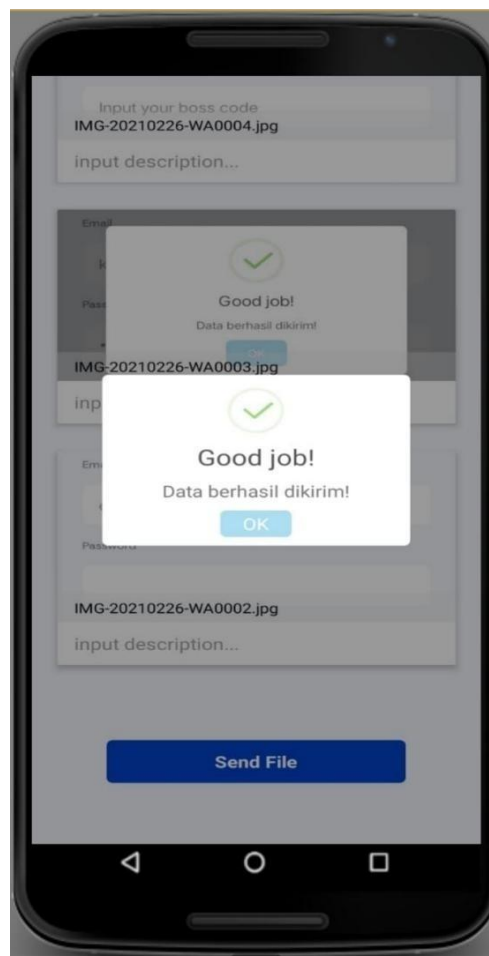 Input your boss code
IMG-20210226-WA0004.jpg
input description...
Email
Good job!
Data berhasil dikirim!
OK
IMG-20210226-WA0003.jpg
inp
Good job!
Data berhasil dikirim!
OK
Password
IMG-20210226-WA0002.jpg
input description...
Send File